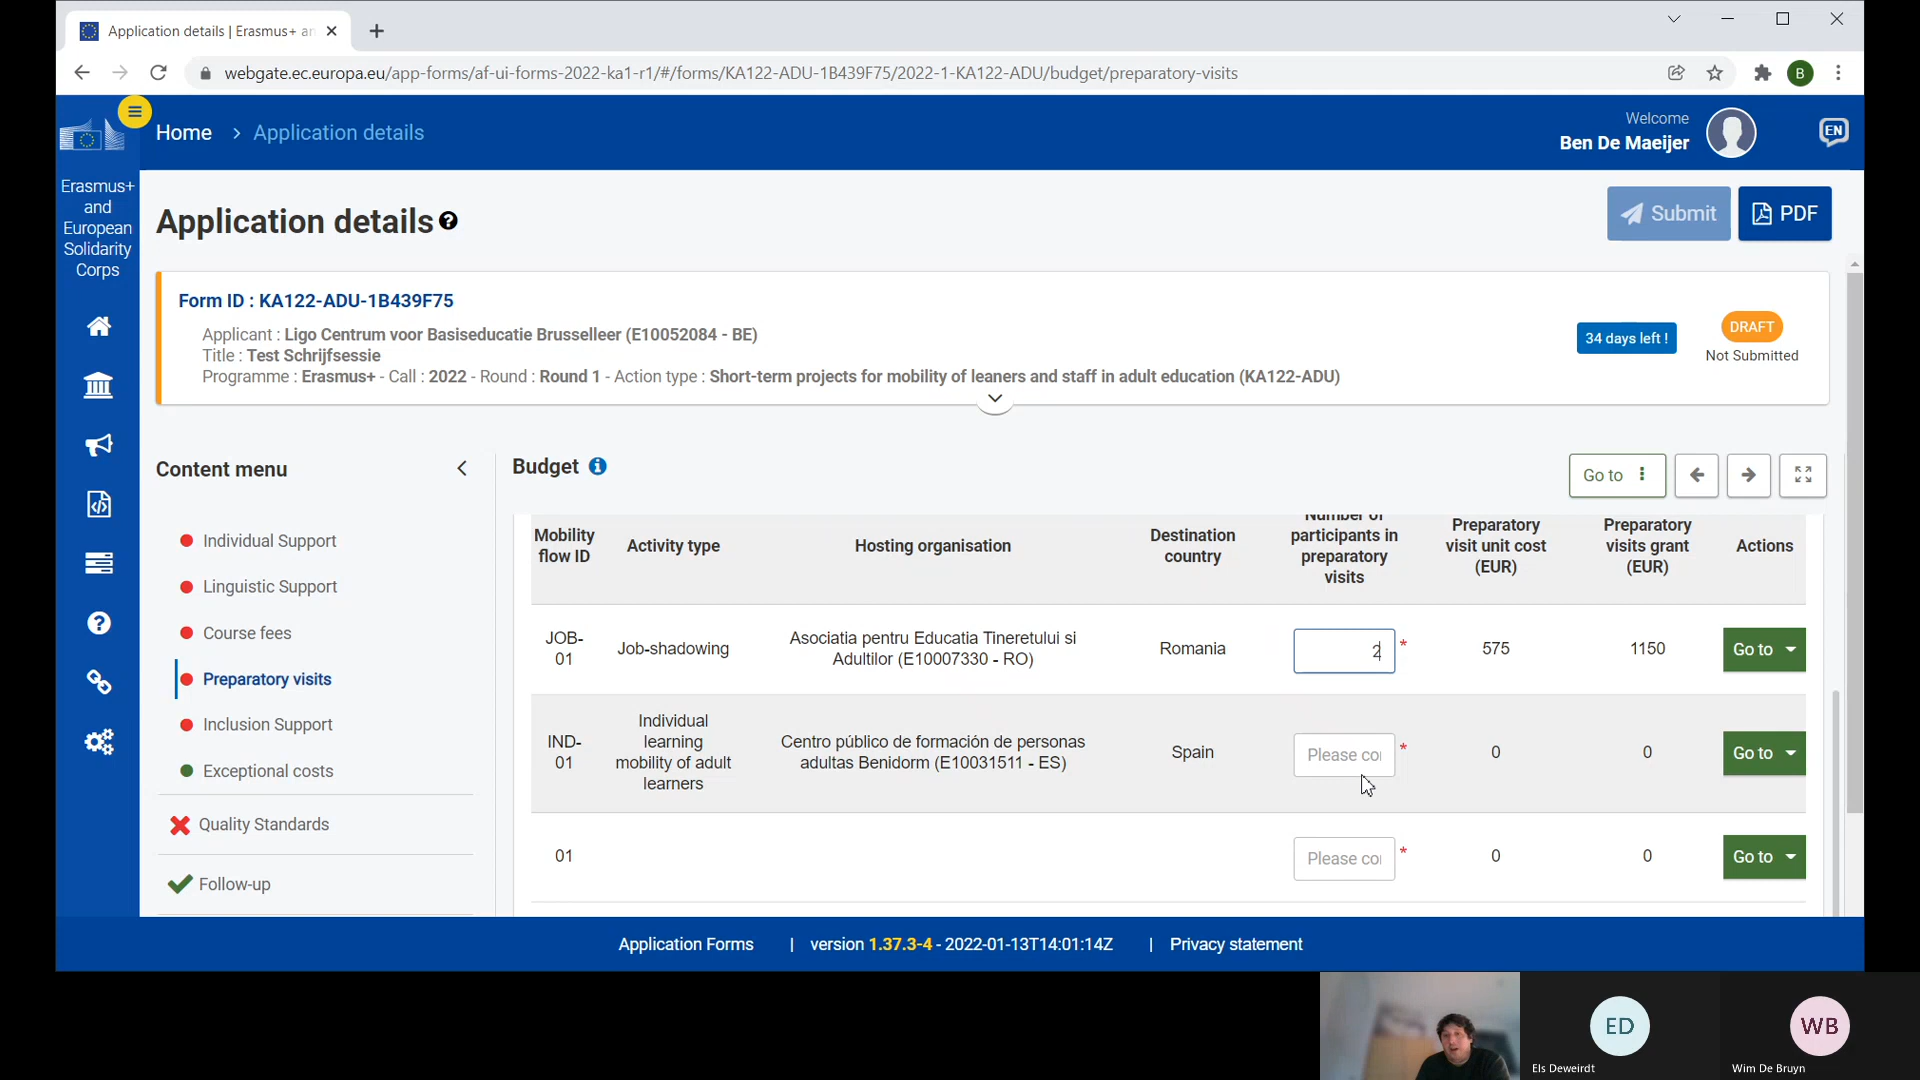 Application details | Erasmus+ an
webgate.ec.europa.eu/app-forms/af-ui-forms-2022-ka1-r1/#/forms/KA122-ADU-1B439F75/2022-1-KA122-ADU/budget/preparatory-visits
B
Home > Application details
Welcome
Ben De Maeijer
EN
Erasmus+
and
European
Solidarity
Corps
Application details
Submit
PDF
Form ID : KA122-ADU-1B439F75
Applicant : Ligo Centrum voor Basiseducatie Brusselleer (E10052084 - BE)
Title : Test Schrijfsessie
Programme : Erasmus+ - Call : 2022 - Round : Round 1 - Action type : Short-term projects for mobility of leaners and staff in adult education (KA122-ADU)
34 days left !
DRAFT
Not Submitted
Content menu
Individual Support
Linguistic Support
Course fees
Preparatory visits
Inclusion Support
Exceptional costs
Quality Standards
Follow-up
Budget
Go to
Mobility
flow ID
Activity type
Hosting organisation
Destination
country
Number of
participants in
preparatory
visits
Preparatory
visit unit cost
(EUR)
Preparatory
visits grant
(EUR)
Actions
JOB-
01
Job-shadowing
Asociatia pentru Educatia Tineretului si
Adultilor (E10007330 - RO)
Romania
2 *
575
1150
Go to
IND-
01
Individual
learning
mobility of adult
learners
Centro público de formación de personas
adultas Benidorm (E10031511 - ES)
Spain
Please coı *
0
0
Go to
01
Please coı *
0
0
Go to
Application Forms | version 1.37.3-4 - 2022-01-13T14:01:14Z | Privacy statement
ED
Els Deweirdt
WB
Wim De Bruyn